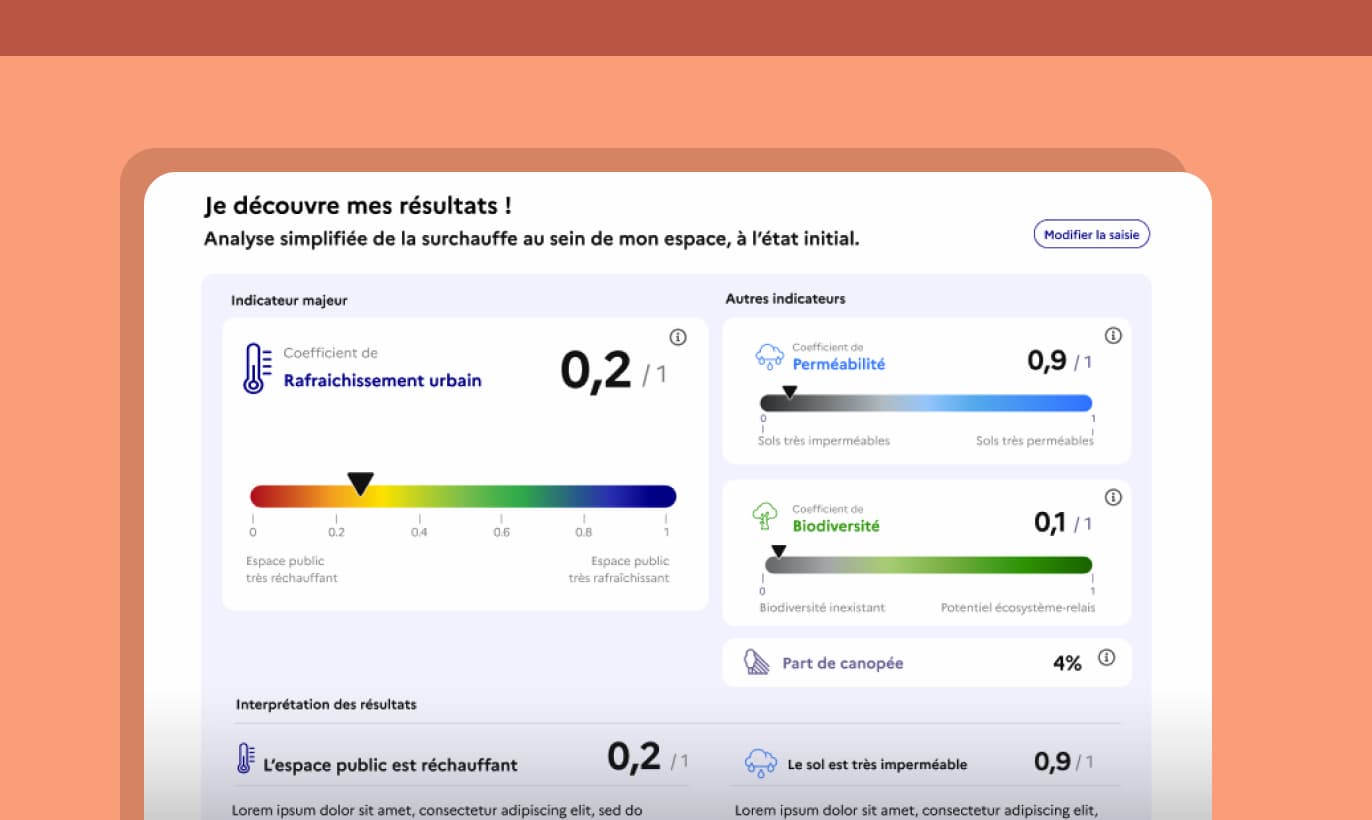 Je découvre mes résultats !
Analyse simplifiée de la surchauffe au sein de mon espace, à l'état initial.
Modifier la saisie
Indicateur majeur
Coefficient de
Rafraichissement urbain
0,2 / 1
0 0.2 0.4 0.6 0.8 1
Espace public
très réchauffant
Espace public
très rafraîchissant
Autres indicateurs
Coefficient de
Perméabilité
0,9 / 1
0 1
Sols très imperméables Sols très perméables
Coefficient de
Biodiversité
0,1 / 1
0 1
Biodiversité inexistant Potentiel écosystème-relais
Part de canopée 4%
Interprétation des résultats
L'espace public est réchauffant 0,2 / 1
Lorem ipsum dolor sit amet, consectetur adipiscing elit, sed do
Le sol est très imperméable 0,9 / 1
Lorem ipsum dolor sit amet, consectetur adipiscing elit,